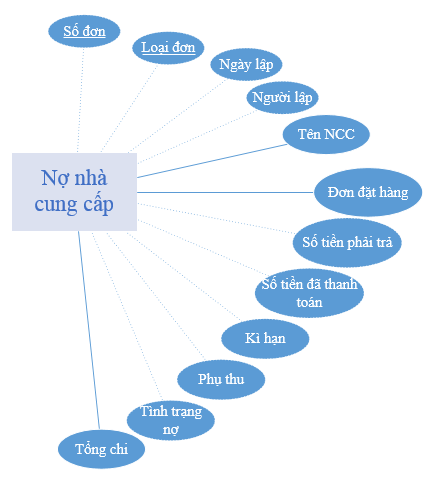 Số đơn
Loại đơn
Ngày lập
Người lập
Tên NCC
Nợ nhà
cung cấp
Đơn đặt hàng
Số tiền phải trả
Số tiền đã thanh
toán
Kì hạn
Phụ thu
Tình trạng
nợ
Tổng chi